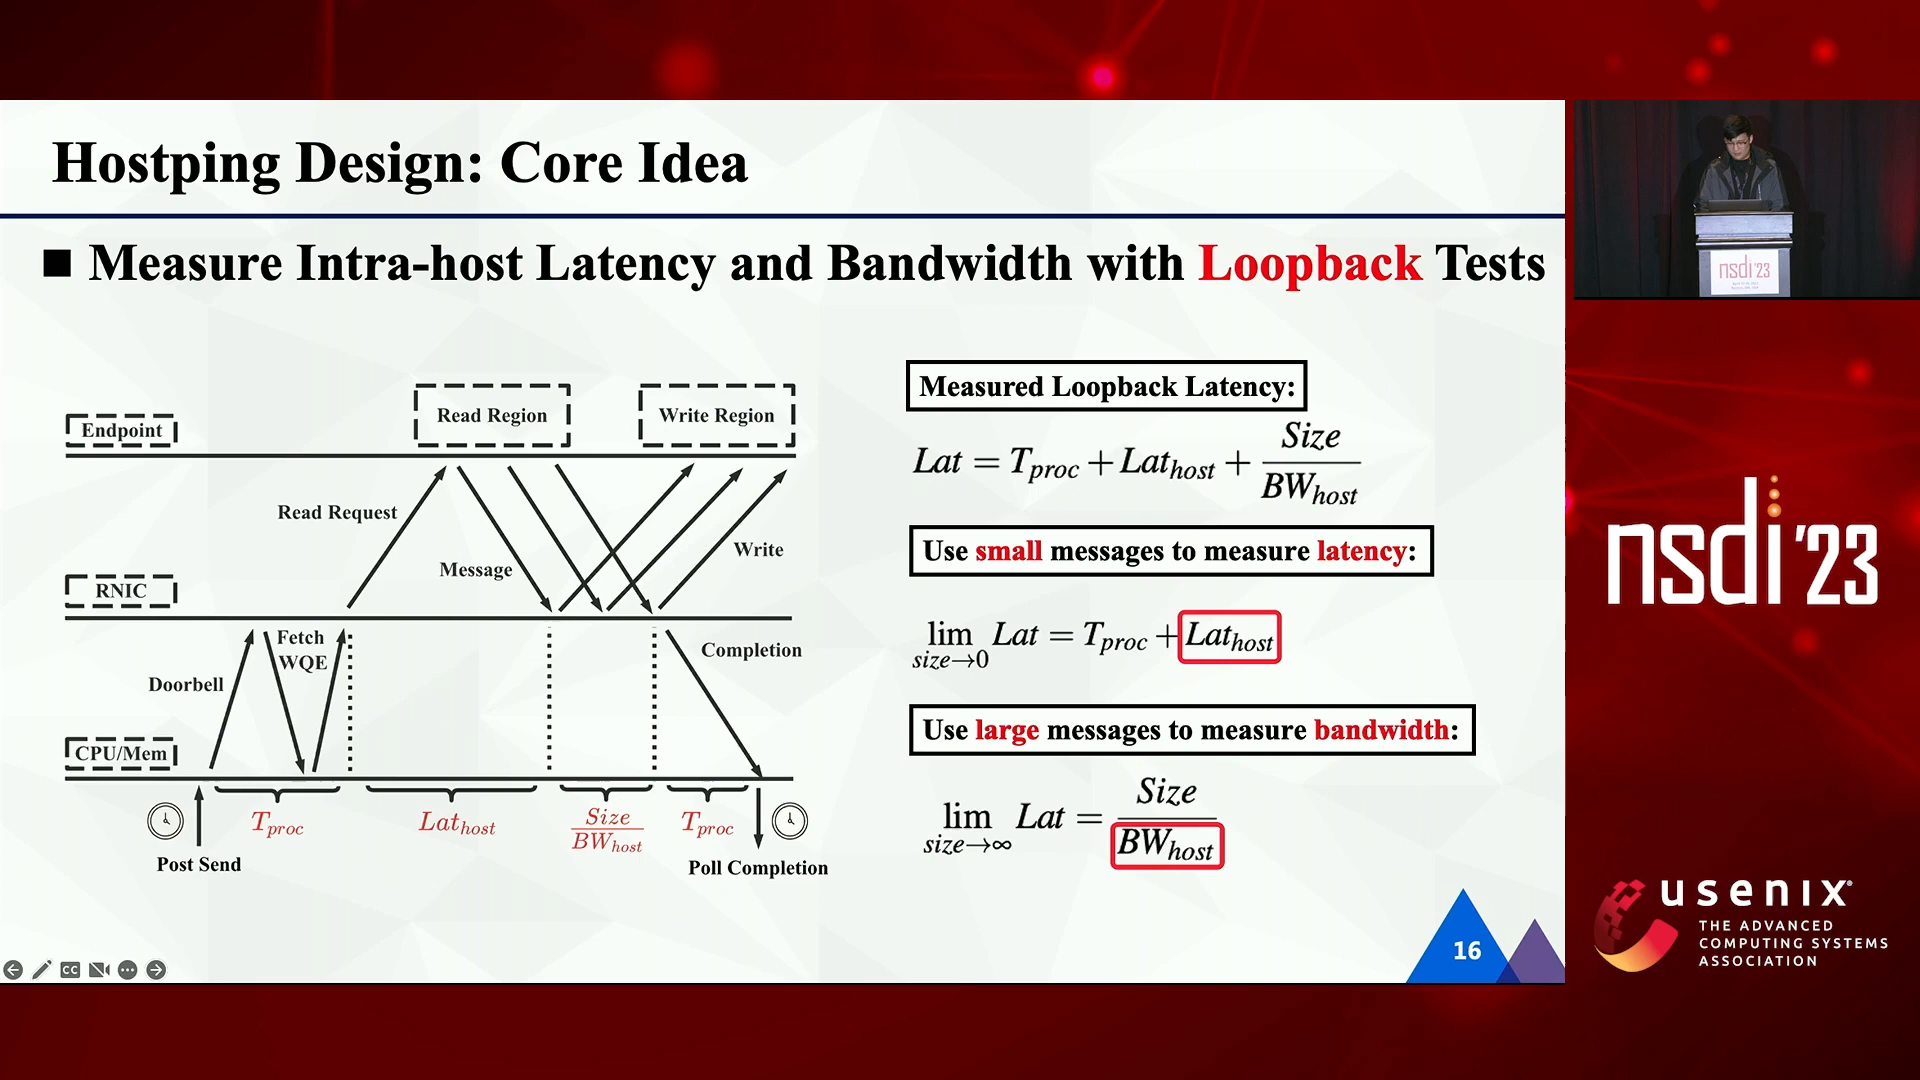 Hostping Design: Core Idea
■ Measure Intra-host Latency and Bandwidth with Loopback Tests
Endpoint
Read Region
Write Region
Read Request
Message
Write
RNIC
Fetch
WQE
Completion
Doorbell
CPU/Mem
T_proc
Lat_host
Size/BW_host
T_proc
Post Send
Poll Completion
Measured Loopback Latency:
Lat = T_proc + Lat_host + Size/BW_host
Use small messages to measure latency:
lim size→0 Lat = T_proc + Lat_host
Use large messages to measure bandwidth:
lim size→∞ Lat = Size/BW_host
16
CC
nsdi '23
nsdi '23
usenix®
THE ADVANCED
COMPUTING SYSTEMS
ASSOCIATION